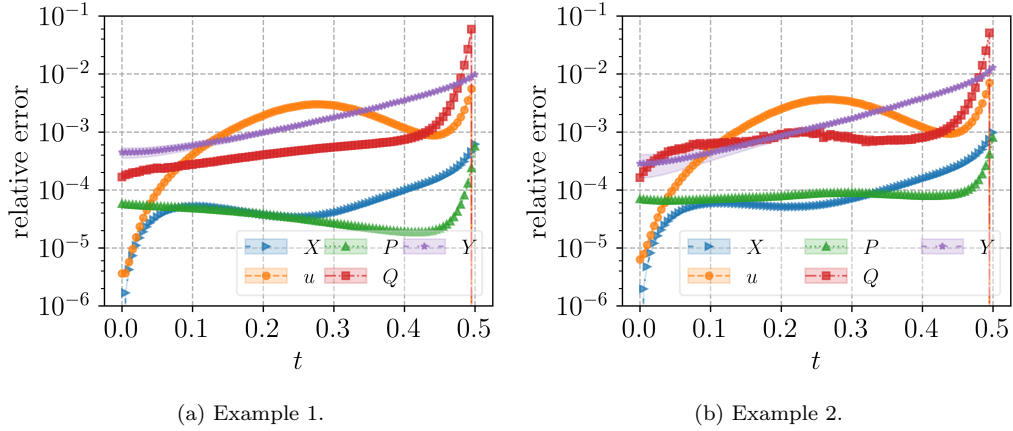 10⁻¹
10⁻²
10⁻³
10⁻⁴
10⁻⁵
10⁻⁶
relative error
0.0 0.1 0.2 0.3 0.4 0.5
t
X P Y
u Q
(a) Example 1.
10⁻¹
10⁻²
10⁻³
10⁻⁴
10⁻⁵
10⁻⁶
relative error
0.0 0.1 0.2 0.3 0.4 0.5
t
X P Y
u Q
(b) Example 2.